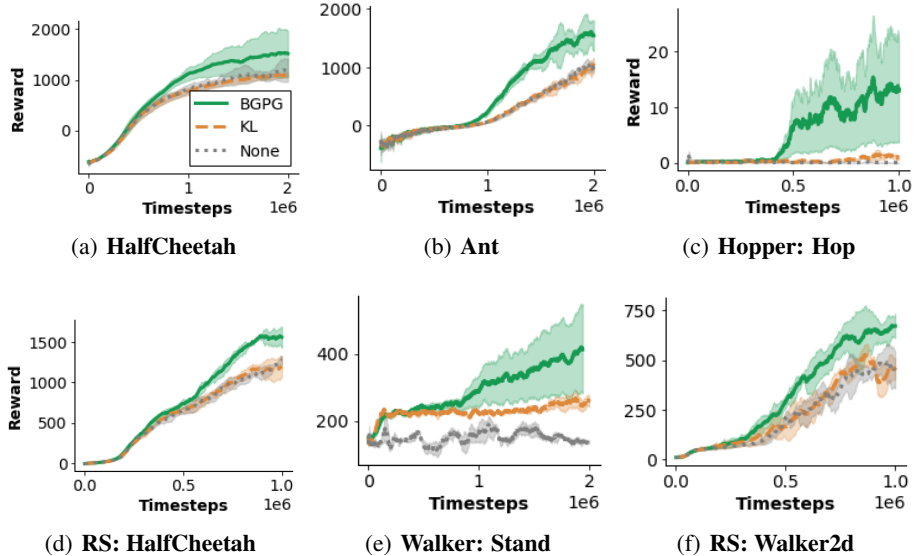 2000
1000
0
Reward
BGPG
KL
None
0
1
2
Timesteps
1e6
(a) HalfCheetah
2000
1000
0
0
1
2
Timesteps
1e6
(b) Ant
Reward
20
10
0
0.0
0.5
1.0
Timesteps
1e6
(c) Hopper: Hop
Reward
1500
1000
500
0
0.0
0.5
1.0
Timesteps
1e6
(d) RS: HalfCheetah
400
200
0
1
2
Timesteps
1e6
(e) Walker: Stand
750
500
250
0
0.0
0.5
1.0
Timesteps
1e6
(f) RS: Walker2d